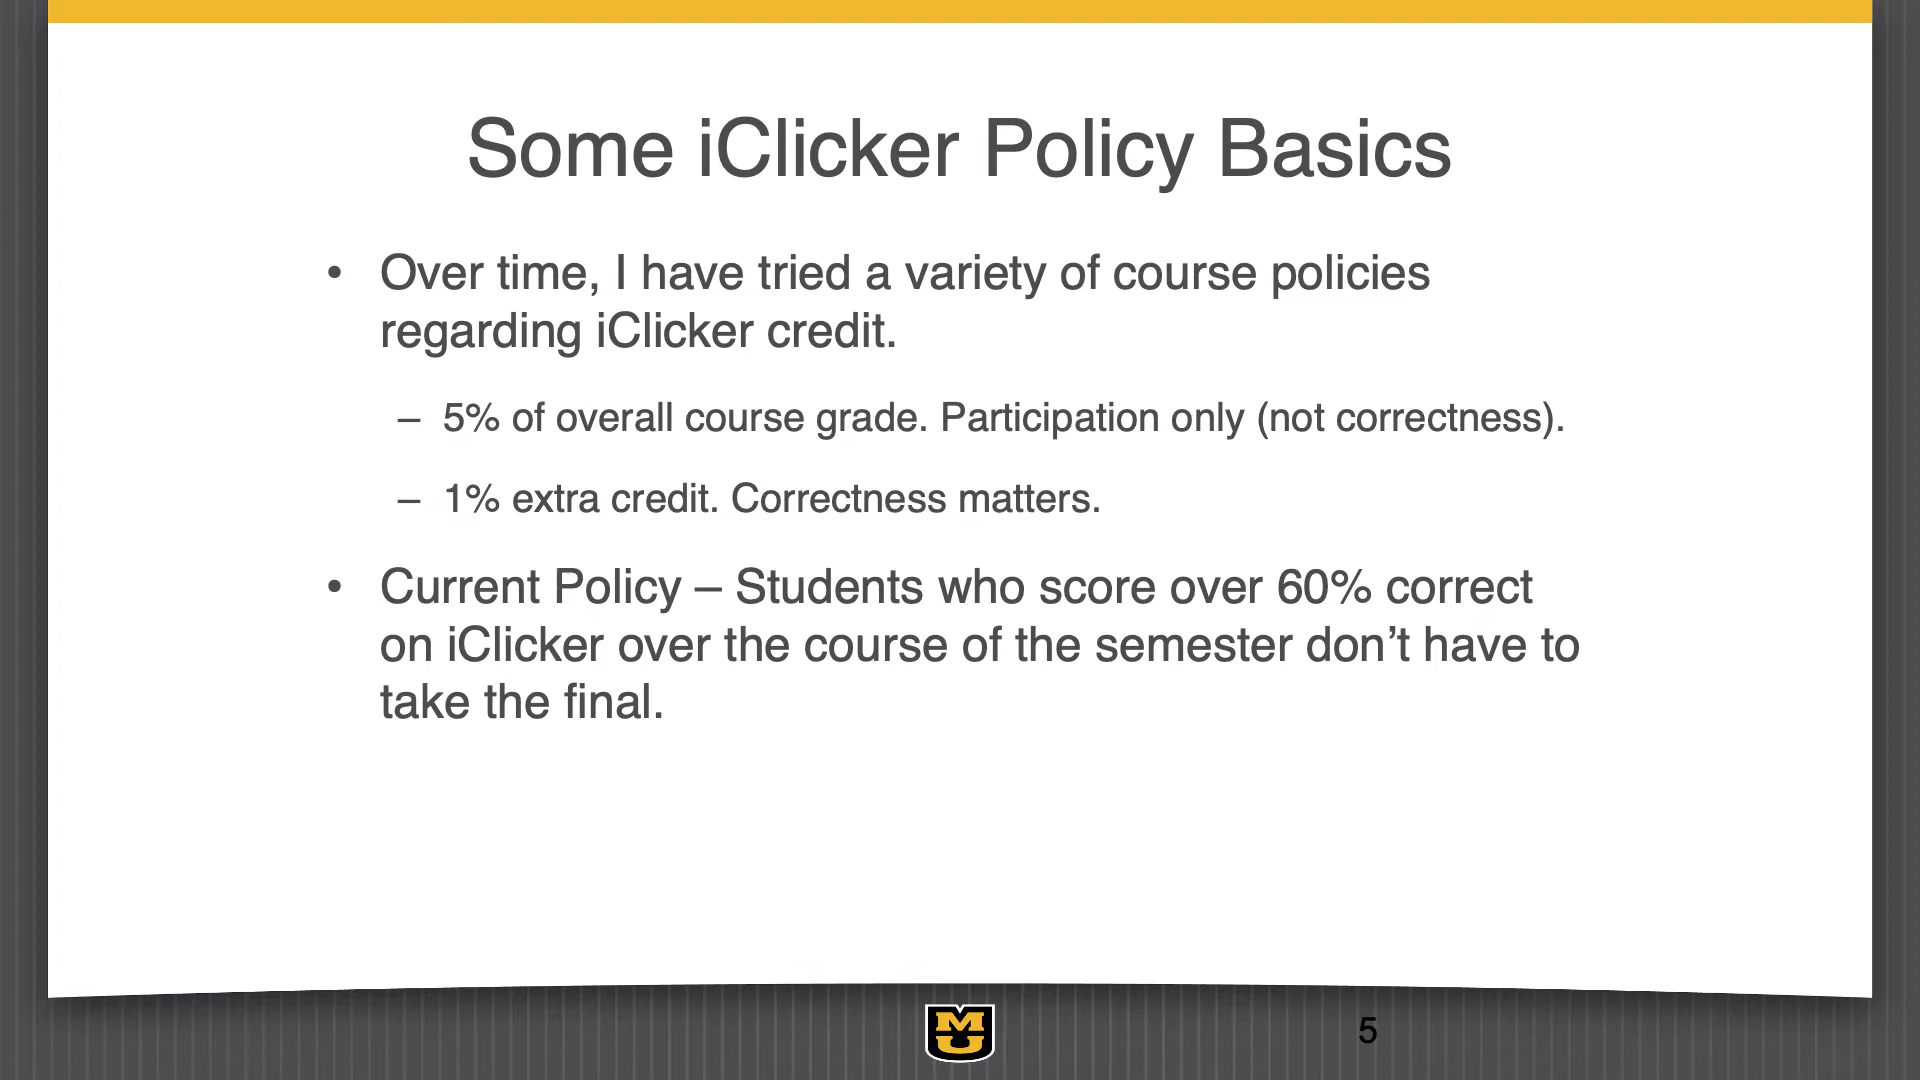 Some iClicker Policy Basics
• Over time, I have tried a variety of course policies
regarding iClicker credit.
– 5% of overall course grade. Participation only (not correctness).
– 1% extra credit. Correctness matters.
• Current Policy – Students who score over 60% correct
on iClicker over the course of the semester don’t have to
take the final.
MU
5